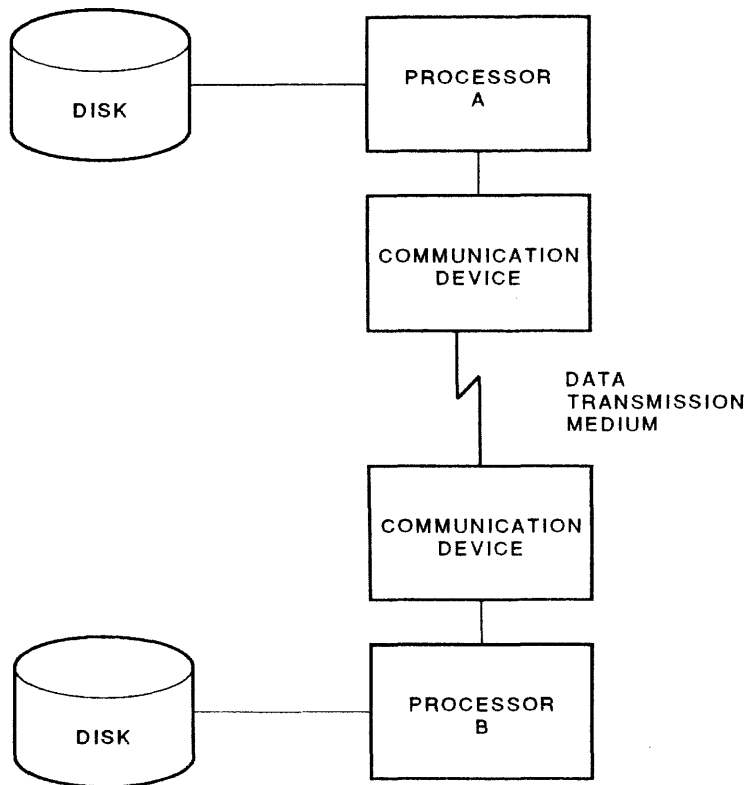 DISK
PROCESSOR
A
COMMUNICATION
DEVICE
DATA
TRANSMISSION
MEDIUM
COMMUNICATION
DEVICE
DISK
PROCESSOR
B